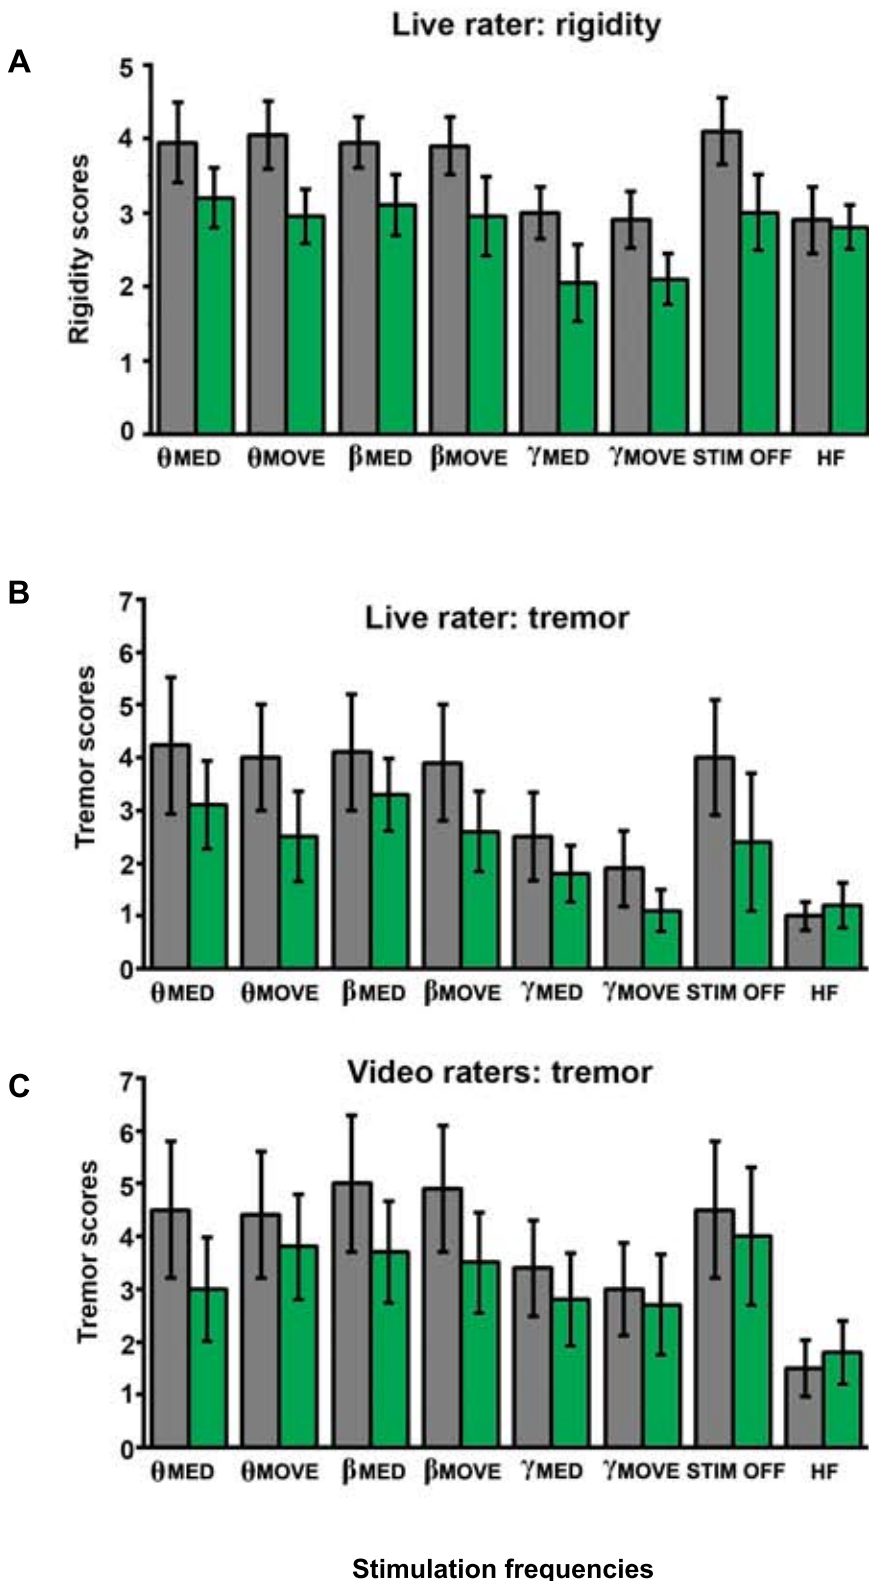 Live rater: rigidity
A
5
4
3
2
1
0
Rigidity scores
θMED θMOVE βMED βMOVE γMED γMOVE STIM OFF HF
B
Live rater: tremor
7
6
5
4
3
2
1
0
Tremor scores
θMED θMOVE βMED βMOVE γMED γMOVE STIM OFF HF
Video raters: tremor
C
7
6
5
4
3
2
1
0
Tremor scores
θMED θMOVE βMED βMOVE γMED γMOVE STIM OFF HF
Stimulation frequencies